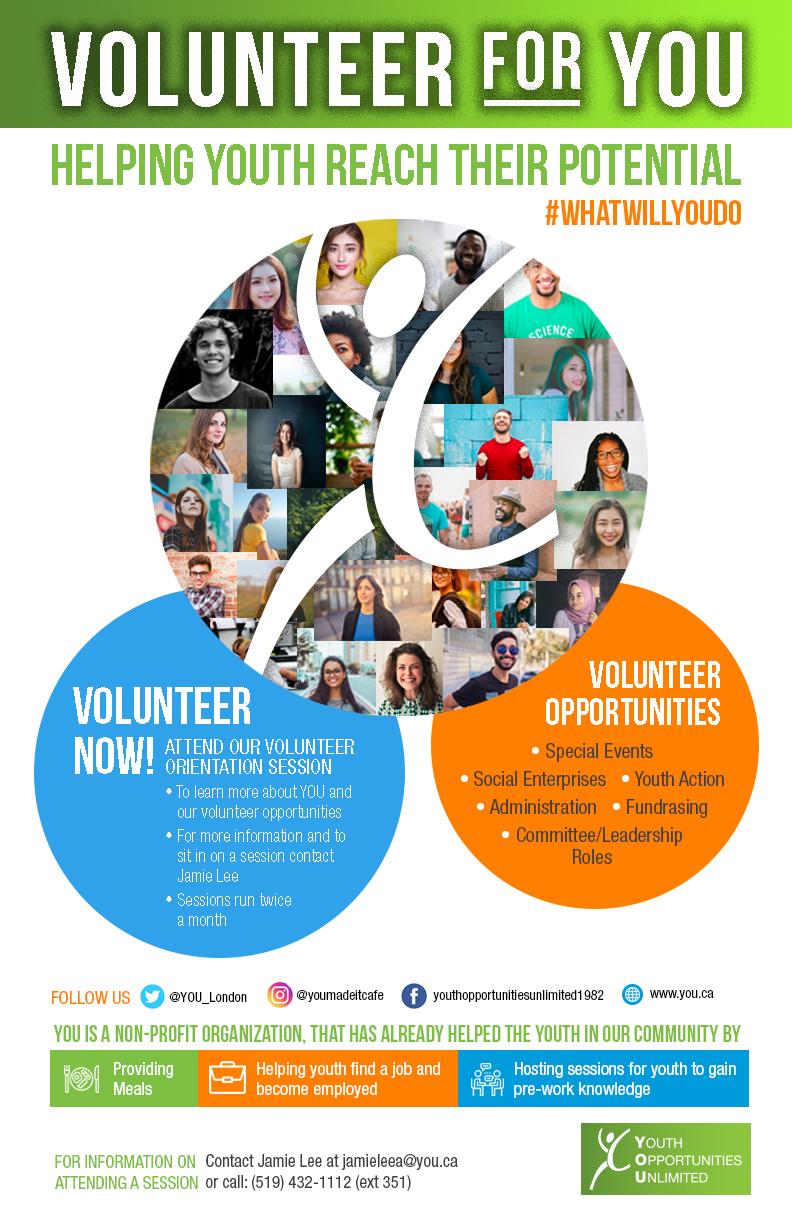 VOLUNTEER FOR YOU
HELPING YOUTH REACH THEIR POTENTIAL
#WHATWILLYOUDO
SCIENCE
VOLUNTEER
NOW!
ATTEND OUR VOLUNTEER
ORIENTATION SESSION
• To learn more about YOU and
our volunteer opportunities
• For more information and to
sit in on a session contact
Jamie Lee
• Sessions run twice
a month
VOLUNTEER
OPPORTUNITIES
• Special Events
• Social Enterprises • Youth Action
• Administration • Fundrasing
• Committee/Leadership
Roles
FOLLOW US @YOU_London @youmadeitcafe youthopportunitiesunlimited1982 www.you.ca
YOU IS A NON-PROFIT ORGANIZATION, THAT HAS ALREADY HELPED THE YOUTH IN OUR COMMUNITY BY
Providing
Meals
Helping youth find a job and
become employed
Hosting sessions for youth to gain
pre-work knowledge
FOR INFORMATION ON
ATTENDING A SESSION
Contact Jamie Lee at jamieleea@you.ca
or call: (519) 432-1112 (ext 351)
YOUTH
OPPORTUNITIES
UNLIMITED